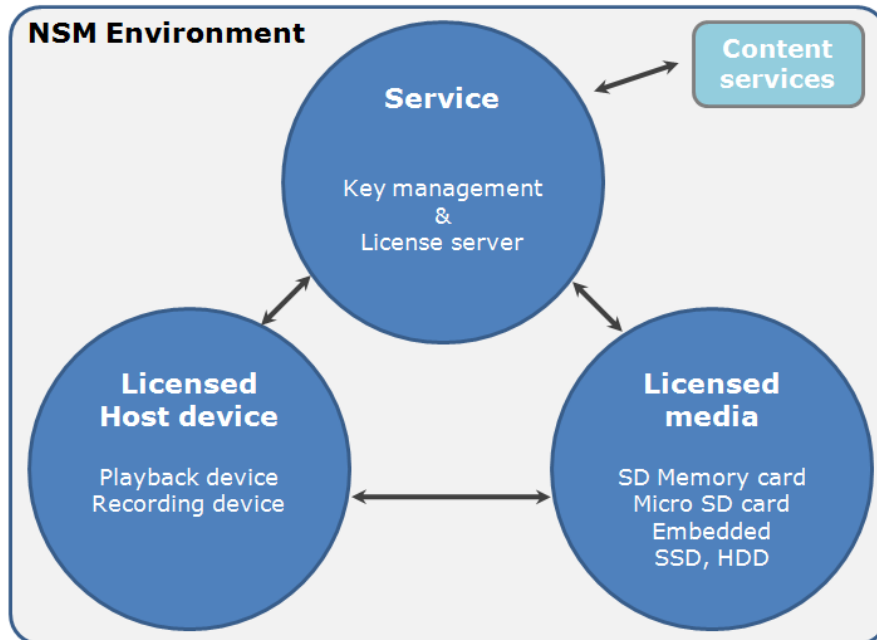 NSM Environment
Content
services
Service
Key management
&
License server
Licensed
Host device
Playback device
Recording device
Licensed
media
SD Memory card
Micro SD card
Embedded
SSD, HDD